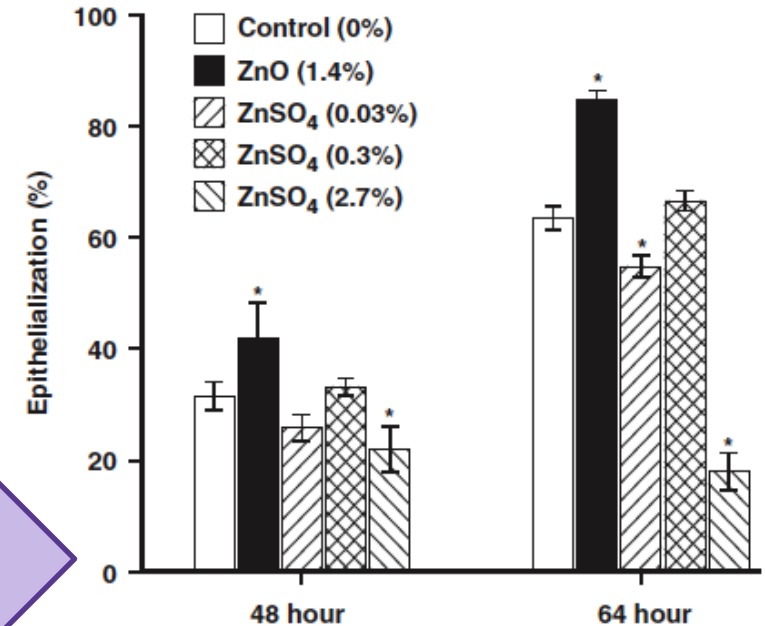 100
80
60
40
20
0
Epithelialization (%)
Control (0%)
ZnO (1.4%)
ZnSO4 (0.03%)
ZnSO4 (0.3%)
ZnSO4 (2.7%)
*
*
*
*
*
48 hour
64 hour